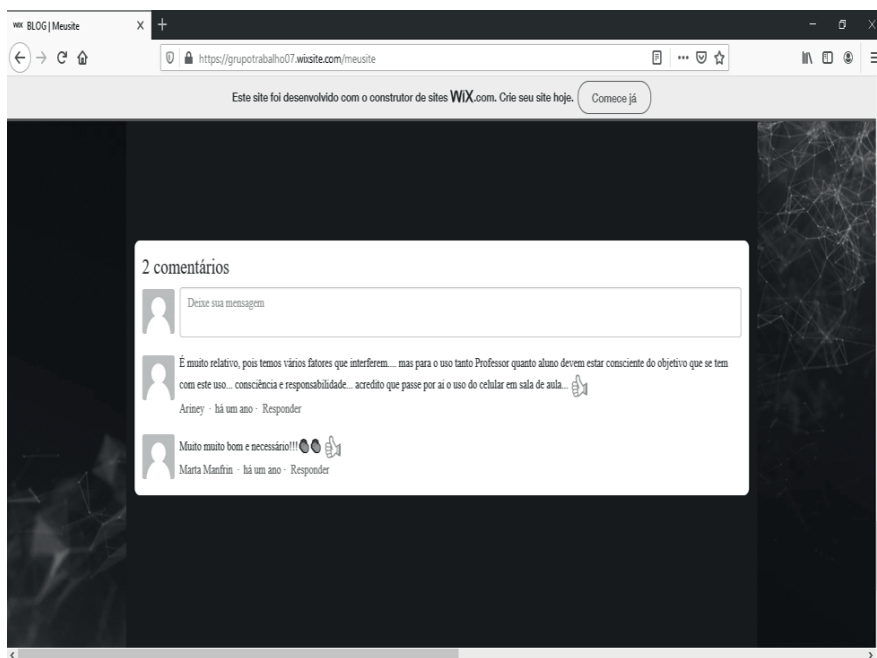 WiX BLOG | Meusite X +
https://grupotrabalho07.wixsite.com/meusite
Este site foi desenvolvido com o construtor de sites WiX.com. Crie seu site hoje. Comece já
2 comentários
Deixe sua mensagem
É muito relativo, pois temos vários fatores que interferem.... mas para o uso tanto Professor quanto aluno devem estar consciente do objetivo que se tem
com este uso... consciência e responsabilidade... acredito que passe por ai o uso do celular em sala de aula...
Ariney · há um ano · Responder
Muito muito bom e necessário!!!
Marta Manfrin · há um ano · Responder